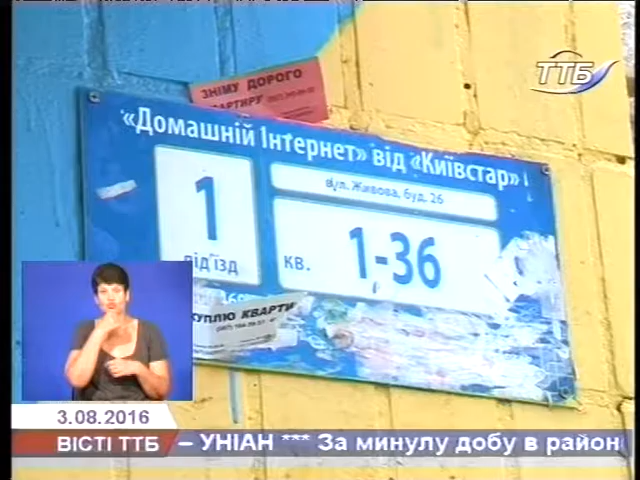 ТТБ
ЗНІМУ ДОРОГО
КВАРТИРУ
«Домашній Інтернет» від «Київстар»
вул. Живова, буд. 26
1
під'їзд
кв.
1-36
КУПЛЮ КВАРТИ
3.08.2016
ВІСТІ ТТБ
– УНІАН *** За минулу добу в район